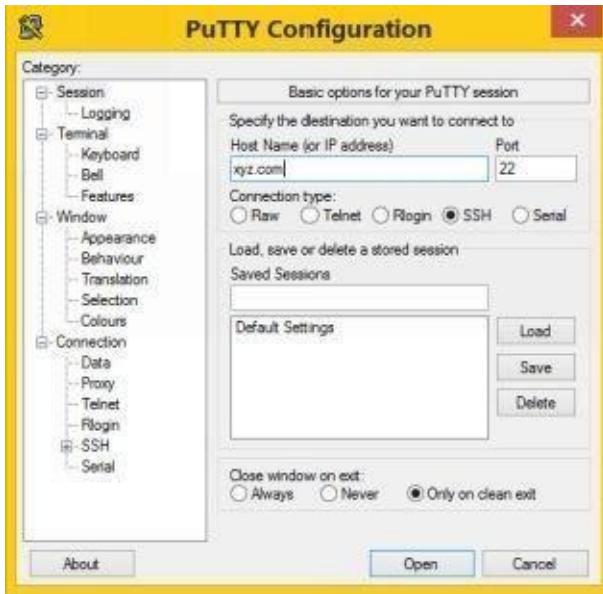 PuTTY Configuration
Category:
Session
Logging
Terminal
Keyboard
Bell
Features
Window
Appearance
Behaviour
Translation
Selection
Colours
Connection
Data
Proxy
Telnet
Rlogin
SSH
Serial
Basic options for your PuTTY session
Specify the destination you want to connect to
Host Name (or IP address) Port
xyz.com 22
Connection type:
Raw Telnet Rlogin SSH Serial
Load, save or delete a stored session
Saved Sessions
Default Settings
Load
Save
Delete
Close window on exit:
Always Never Only on clean exit
About Open Cancel